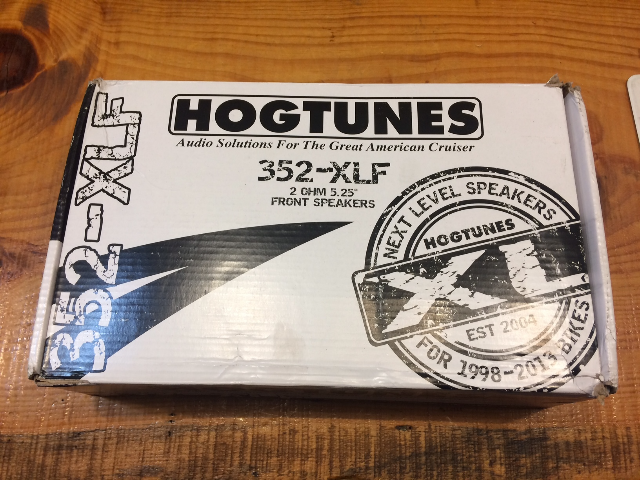 HOGTUNES
Audio Solutions For The Great American Cruiser
352-XLF
2 OHM 5.25"
FRONT SPEAKERS
352-XLF
NEXT LEVEL SPEAKERS
HOGTUNES
XL
EST 2004
FOR 1998-2013 BIKES